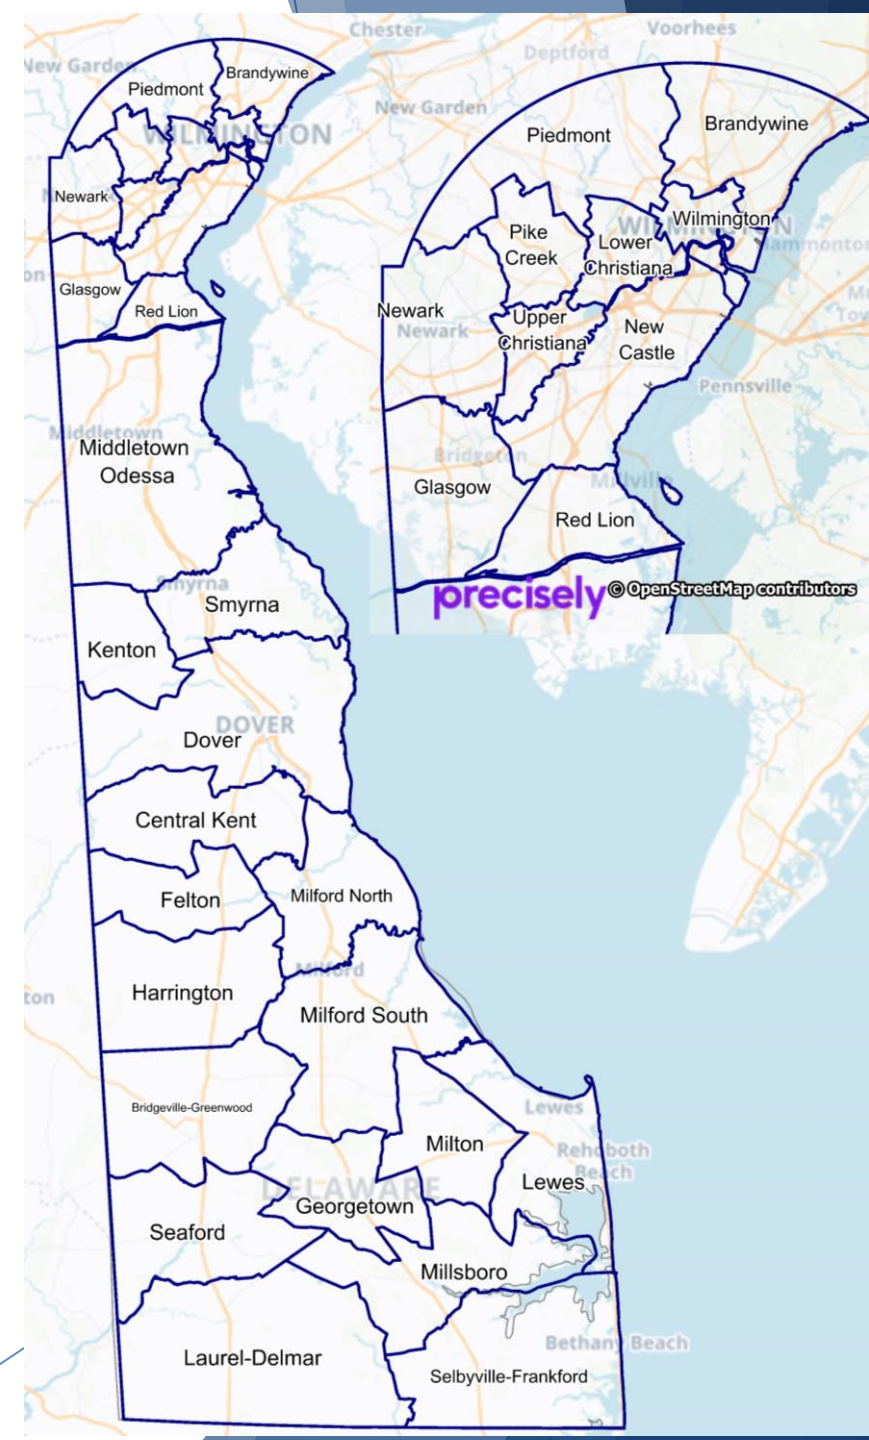 Chester
Voorhees
Deptford
New Garden
Brandywine
Piedmont
WILMINGTON
Newark
Glasgow
Red Lion
New Garden
Piedmont
Brandywine
Pike
Creek
Lower
Christiana
Wilmington
Newark
Newark
Upper
Christiana
New
Castle
Pennsville
Glasgow
Red Lion
precisely
© OpenStreetMap contributors
Middletown
Middletown
Odessa
Smyrna
Smyrna
Kenton
DOVER
Dover
Central Kent
Felton
Milford North
Harrington
Milford
Milford South
Bridgeville-Greenwood
Lewes
Milton
Rehoboth
Beach
Lewes
DELAWARE
Georgetown
Seaford
Millsboro
Bethany Beach
Laurel-Delmar
Selbyville-Frankford